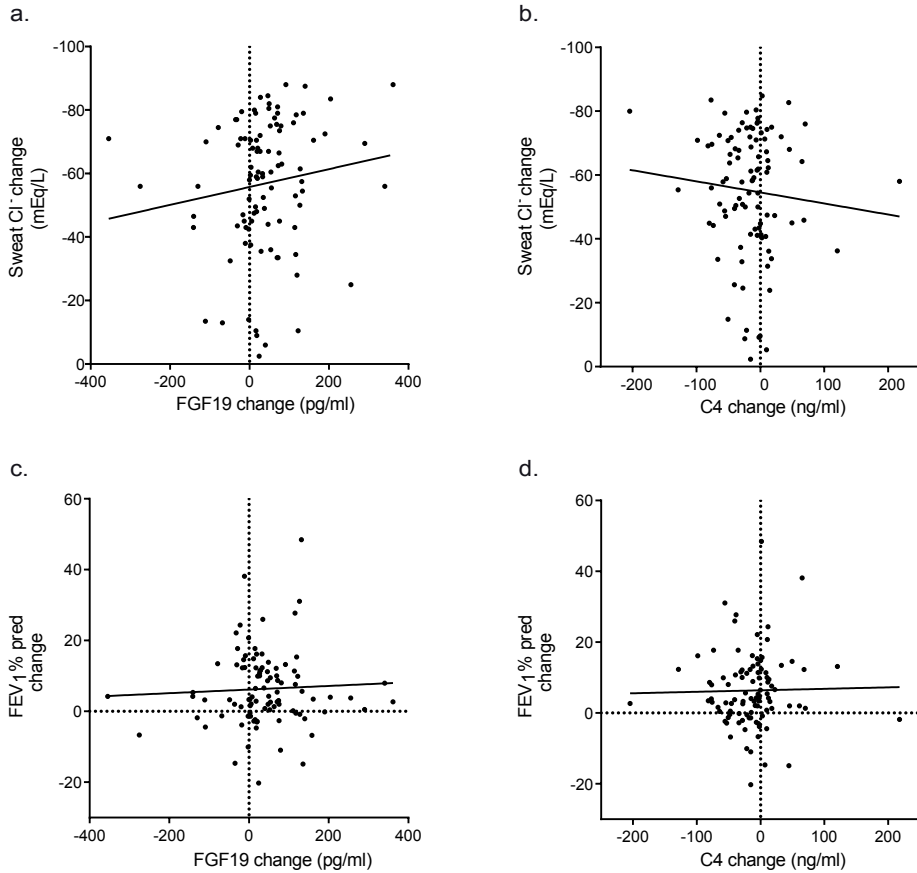 a.
-100
-80
-60
-40
-20
0
Sweat Cl- change
(mEq/L)
-400 -200 0 200 400
FGF19 change (pg/ml)
b.
-100
-80
-60
-40
-20
0
Sweat Cl- change
(mEq/L)
-200 -100 0 100 200
C4 change (ng/ml)
c.
60
40
20
0
-20
FEV1% pred
change
-400 -200 0 200 400
FGF19 change (pg/ml)
d.
60
40
20
0
-20
FEV1% pred
change
-200 -100 0 100 200
C4 change (ng/ml)